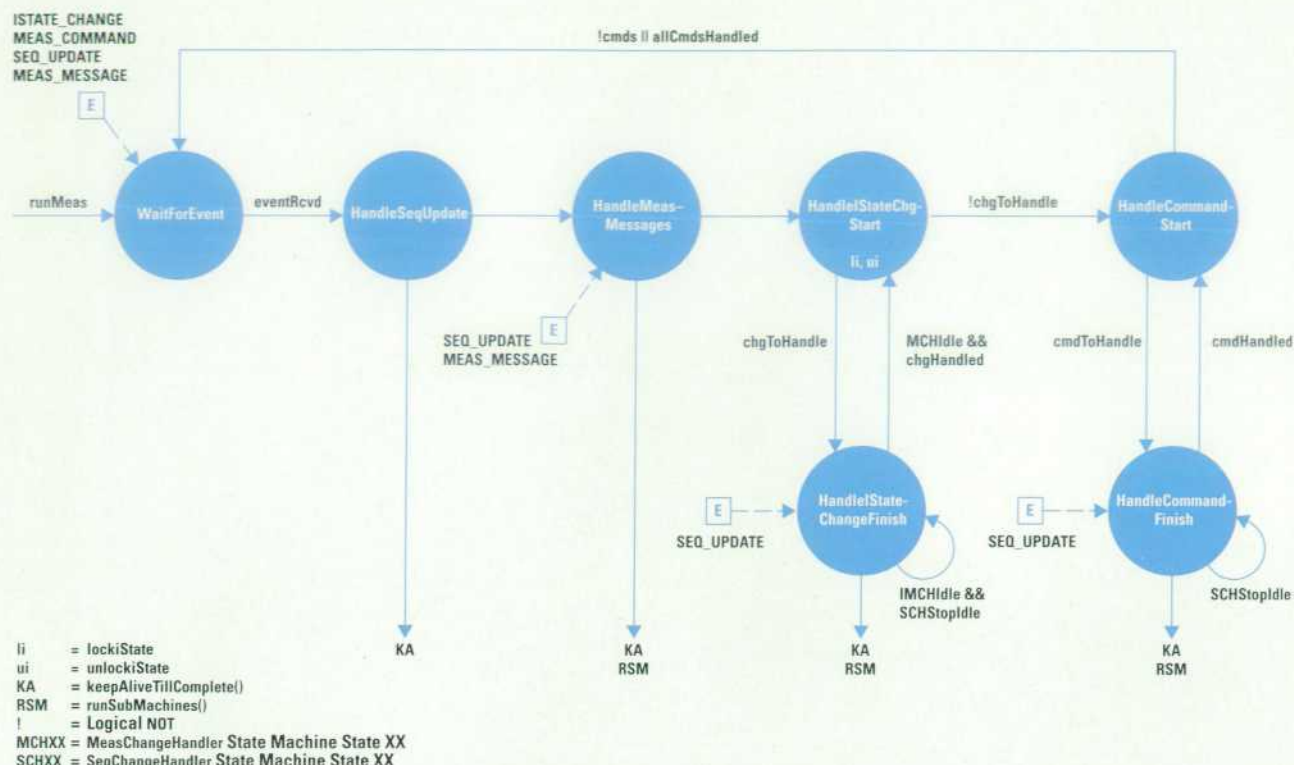 ISTATE_CHANGE
MEAS_COMMAND
SEQ_UPDATE
MEAS_MESSAGE
E
!cmds || allCmdsHandled
runMeas
WaitForEvent
eventRcvd
HandleSeqUpdate
HandleMeas-
Messages
HandleIStateChg-
Start
li, ui
!chgToHandle
HandleCommand-
Start
E
SEQ_UPDATE
MEAS_MESSAGE
chgToHandle
MCHIdle &&
chgHandled
cmdToHandle
cmdHandled
E
SEQ_UPDATE
HandleIState-
ChangeFinish
E
SEQ_UPDATE
HandleCommand-
Finish
!MCHIdle &&
SCHStopIdle
SCHStopIdle
KA
KA
RSM
KA
RSM
KA
RSM
li = lockiState
ui = unlockiState
KA = keepAliveTillComplete()
RSM = runSubMachines()
! = Logical NOT
MCHXX = MeasChangeHandler State Machine State XX
SCHXX = SeqChangeHandler State Machine State XX